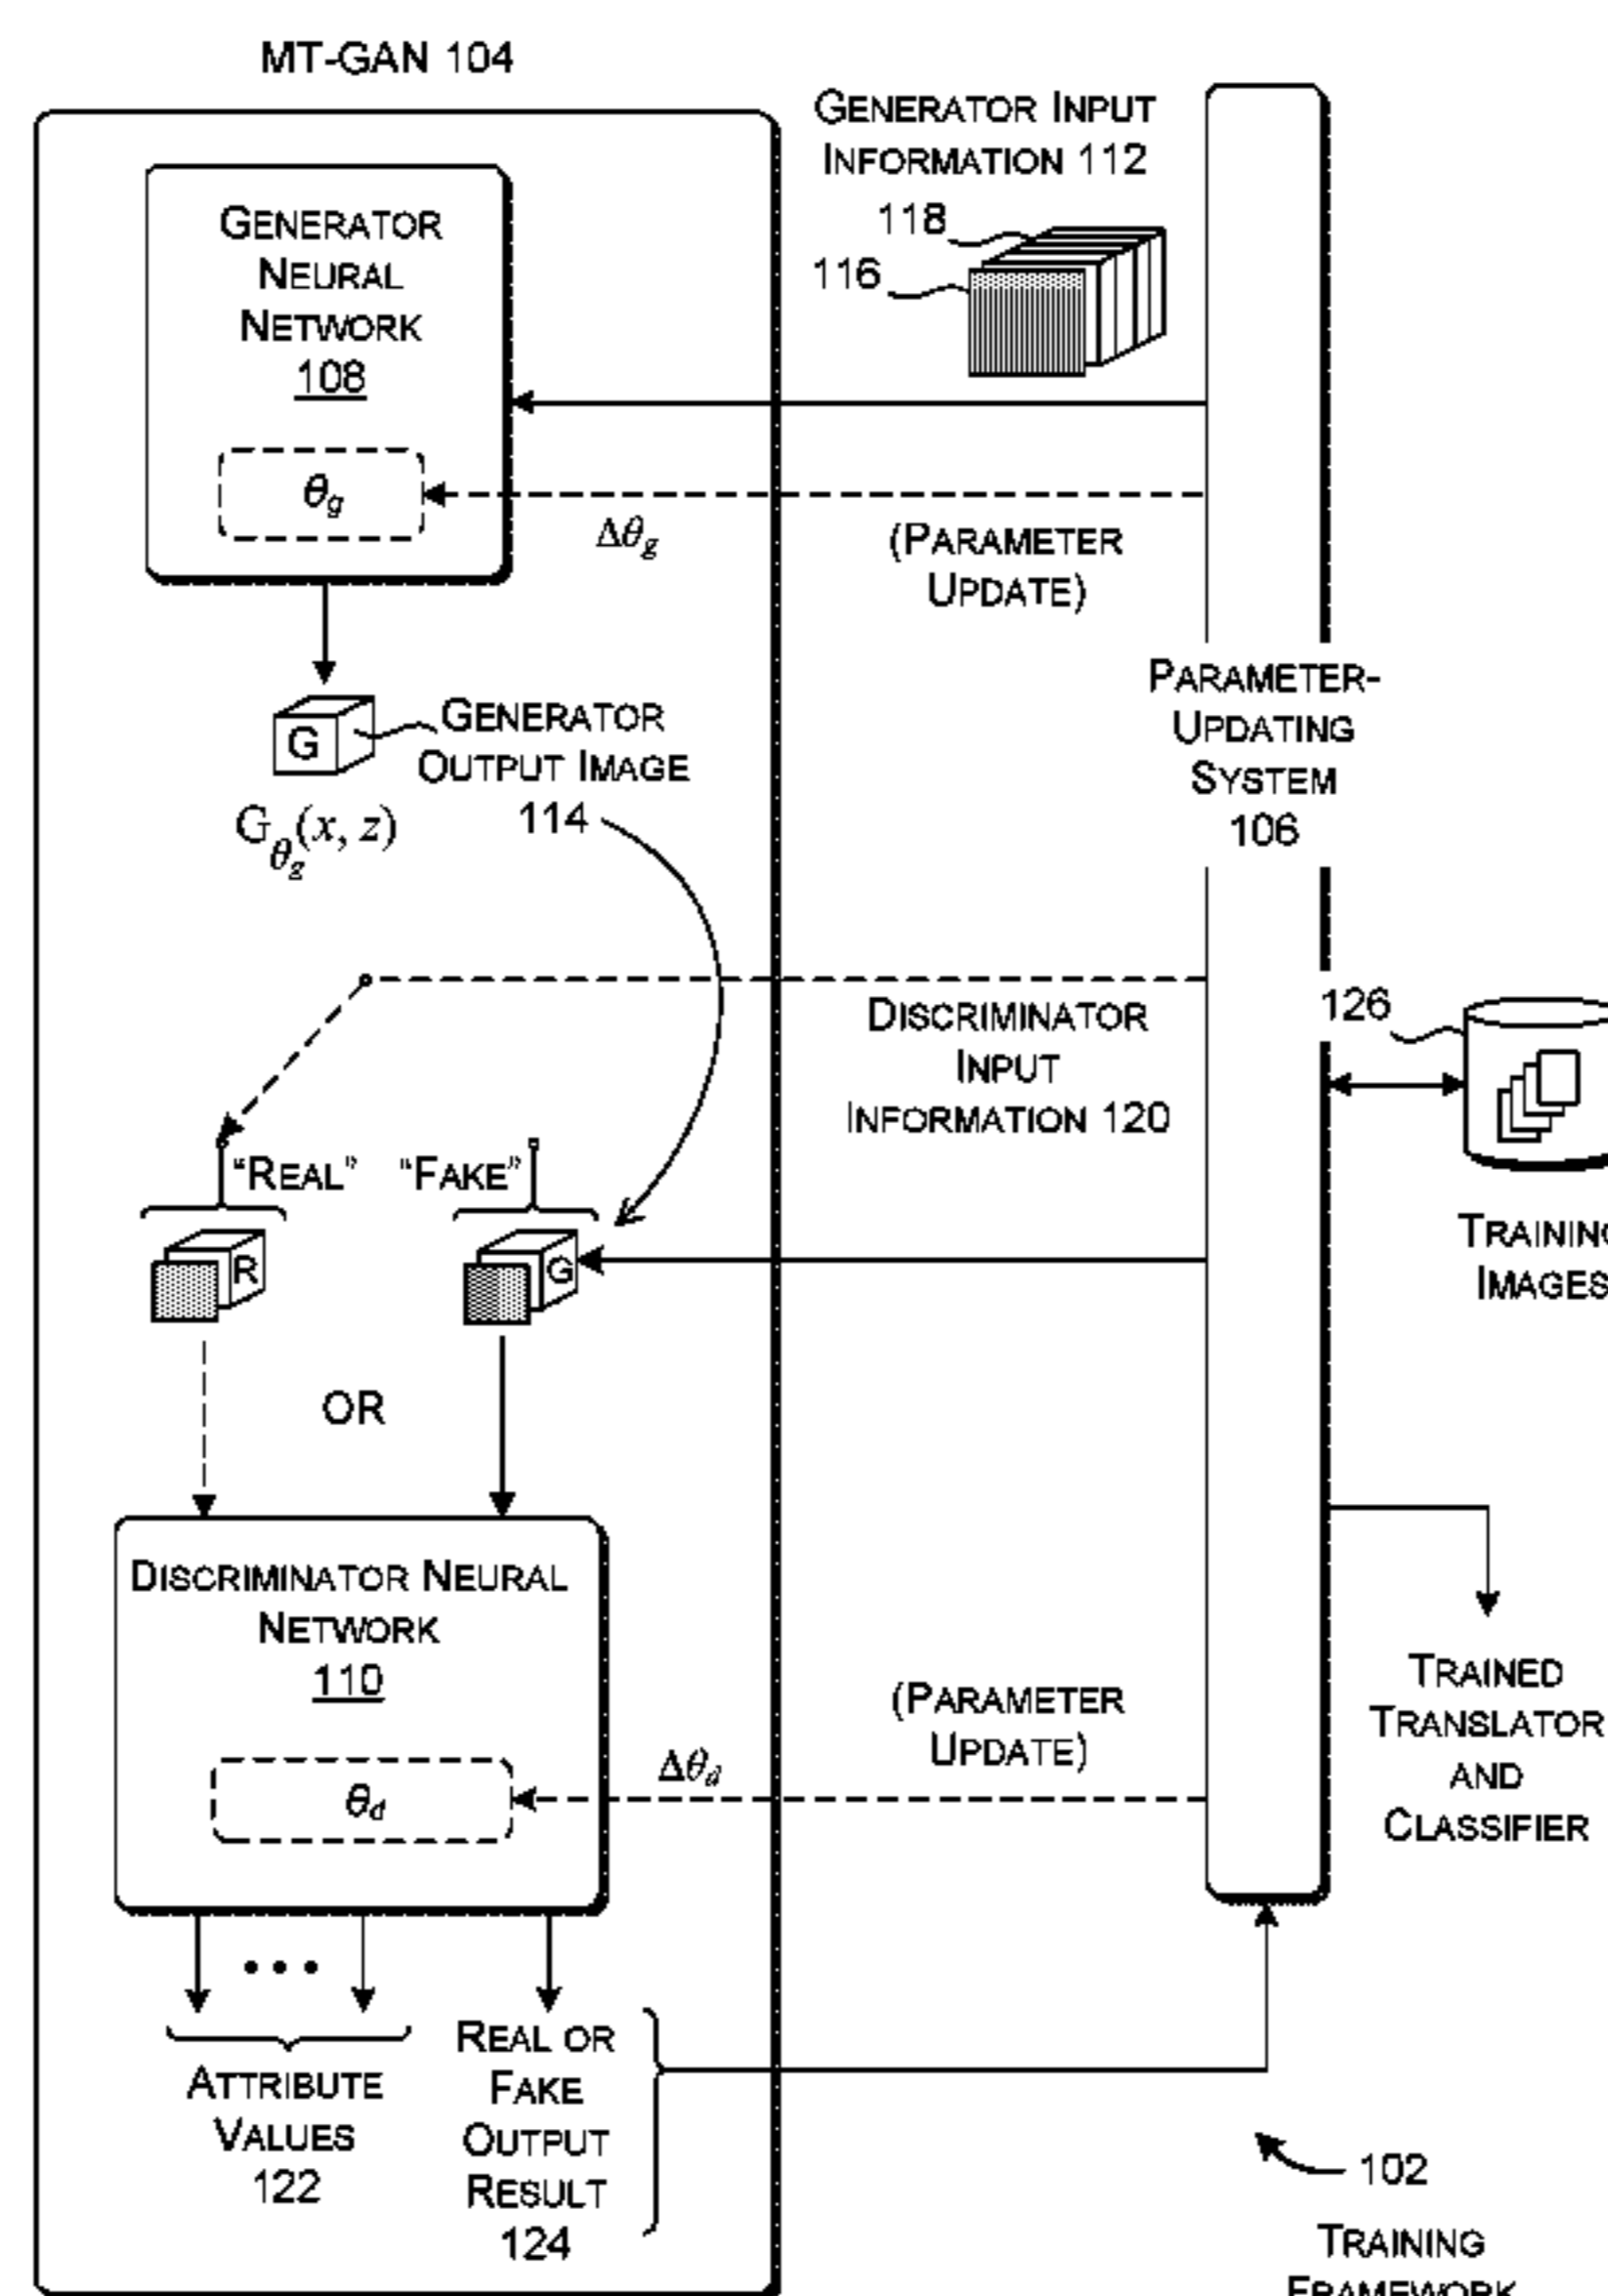 MT-GAN 104
GENERATOR INPUT
INFORMATION 112
118
116
GENERATOR
NEURAL
NETWORK
108
θg
Δθg
(PARAMETER
UPDATE)
G
GENERATOR
OUTPUT IMAGE
114
Gθg(x, z)
PARAMETER-
UPDATING
SYSTEM
106
DISCRIMINATOR
INPUT
INFORMATION 120
126
TRAINING
IMAGES
"REAL" "FAKE"
R
G
OR
DISCRIMINATOR NEURAL
NETWORK
110
θd
Δθd
(PARAMETER
UPDATE)
TRAINED
TRANSLATOR
AND
CLASSIFIER
• • •
ATTRIBUTE
VALUES
122
REAL OR
FAKE
OUTPUT
RESULT
124
102
TRAINING
FRAMEWORK